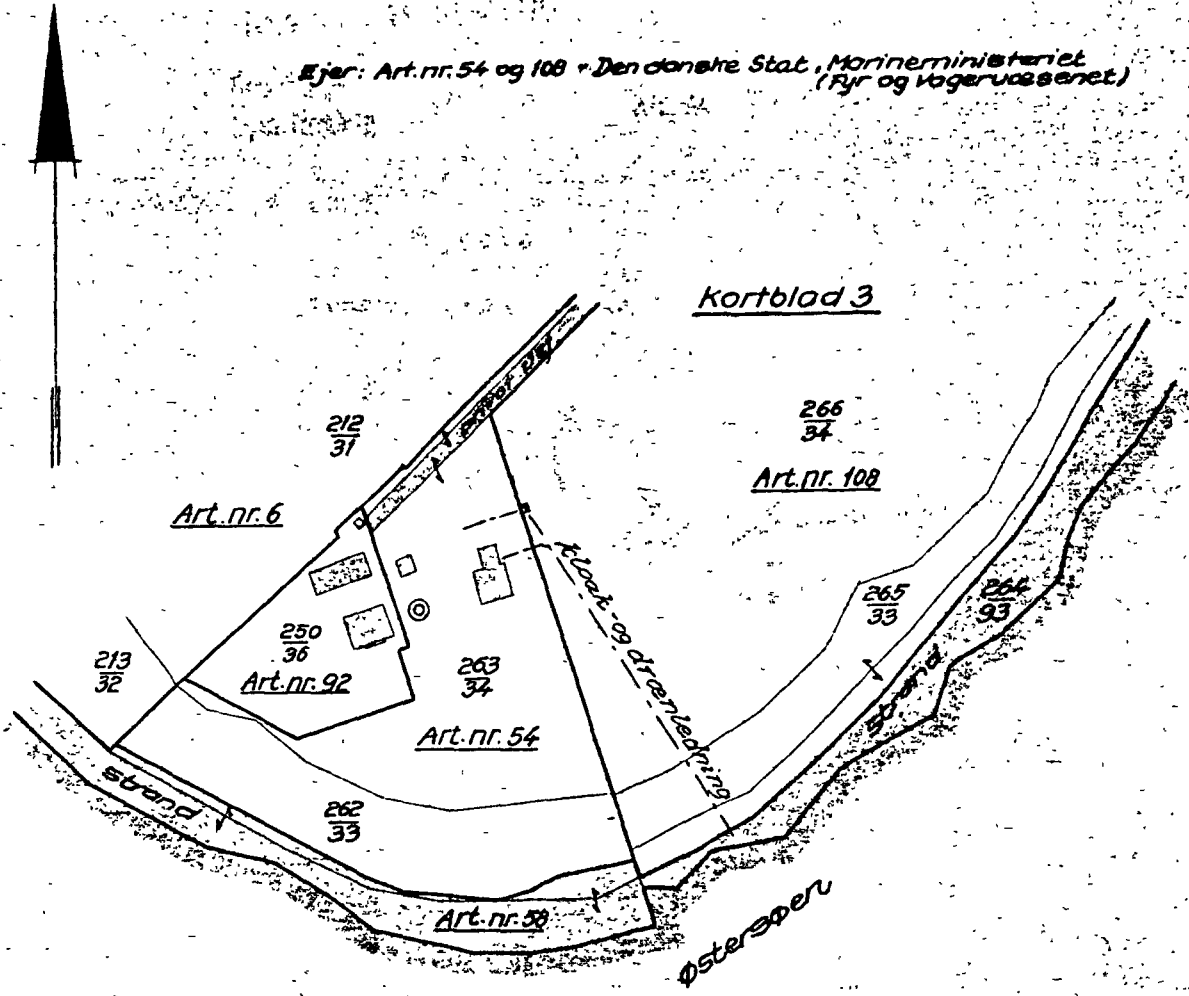 Ejer: Art.nr. 54 og 108 - Den danske Stat, Marineministeriet
(Fyr og Vagervæsenet)
Kortblad 3
privat vej
212
31
266
34
Art.nr. 108
Art.nr. 6
kloak-og drænledning
265
33
264
93
250
36
213
32
263
34
Art.nr. 92
strand
Art.nr. 54
strand
262
33
Art.nr. 58
Østersøen